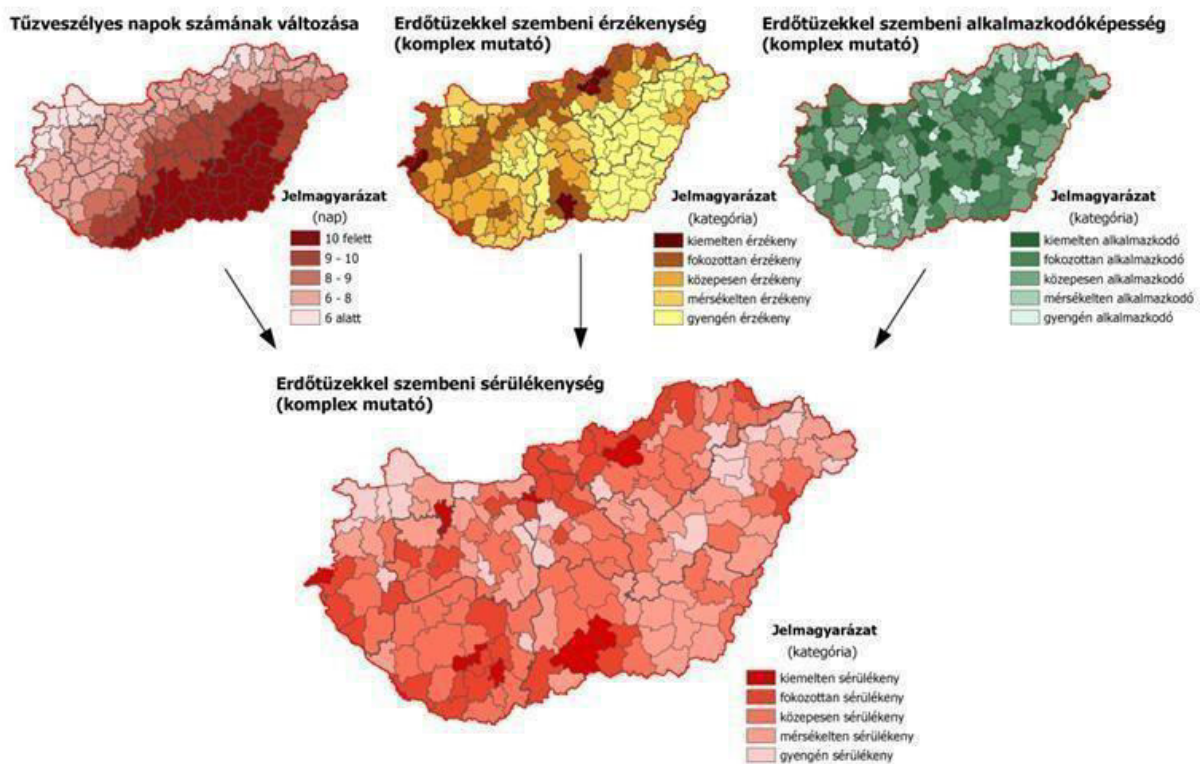 Tűzveszélyes napok számának változása
Jelmagyarázat
(nap)
10 felett
9 - 10
8 - 9
6 - 8
6 alatt
Erdőtüzekkel szembeni érzékenység
(komplex mutató)
Jelmagyarázat
(kategória)
kiemelten érzékeny
fokozottan érzékeny
közepesen érzékeny
mérsékelten érzékeny
gyengén érzékeny
Erdőtüzekkel szembeni alkalmazkodóképesség
(komplex mutató)
Jelmagyarázat
(kategória)
kiemelten alkalmazkodó
fokozottan alkalmazkodó
közepesen alkalmazkodó
mérsékelten alkalmazkodó
gyengén alkalmazkodó
Erdőtüzekkel szembeni sérülékenység
(komplex mutató)
Jelmagyarázat
(kategória)
kiemelten sérülékeny
fokozottan sérülékeny
közepesen sérülékeny
mérsékelten sérülékeny
gyengén sérülékeny